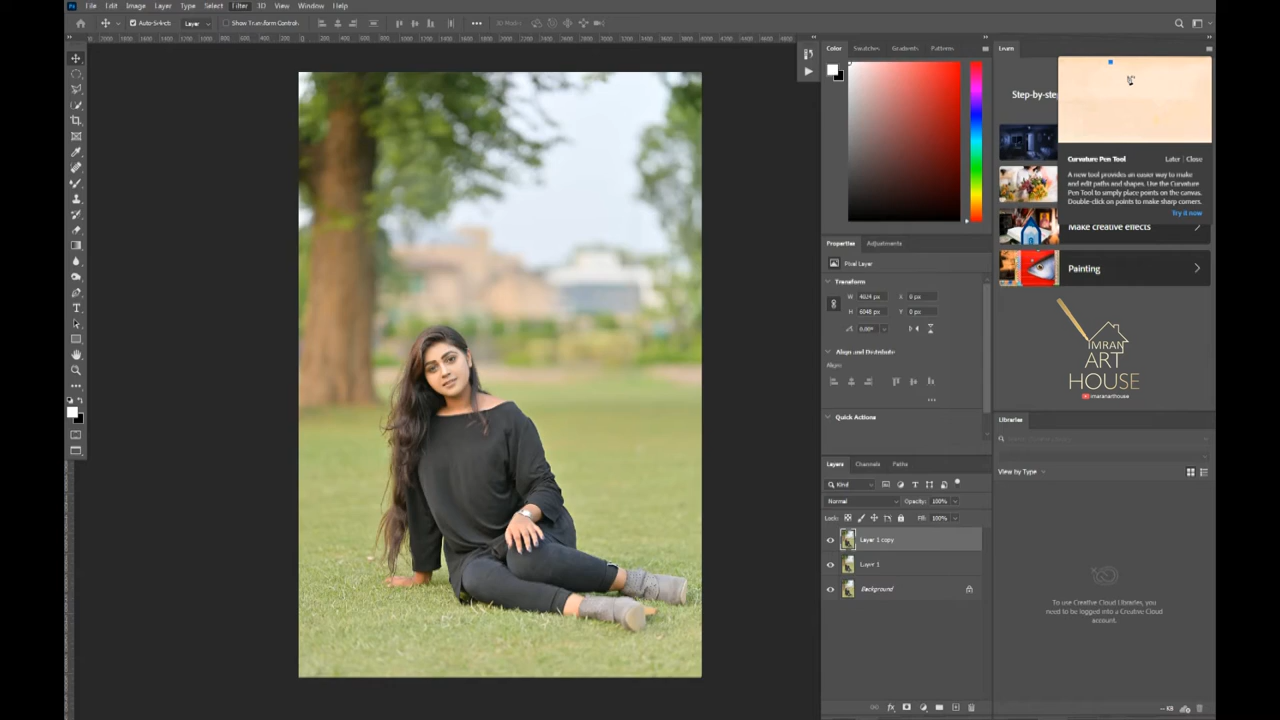 Ps File Edit Image Layer Type Select Filter 3D View Window Help
Auto-Select: Layer Show Transform Controls
Color Swatches Gradients Patterns
Learn
Step-by-ste
Curvature Pen Tool Later Close
A new tool provides an easier way to make
and edit paths and shapes. Use the Curvature
Pen Tool to simply place points on the canvas.
Double-click on points to make sharp corners.
Try it now
Make creative effects
Painting
Properties Adjustments
Pixel Layer
Transform
W X 0 px
H 6048 px Y 0 px
0.00°
Align and Distribute
Align:
Quick Actions
IMRAN
ART
HOUSE
imranarthouse
Libraries
View by Type
Layers Channels Paths
Kind
Normal Opacity: 100%
Lock: Fill: 100%
Layer 1 copy
Layer 1
Background
To use Creative Cloud Libraries, you
need to be logged into a Creative Cloud
account.